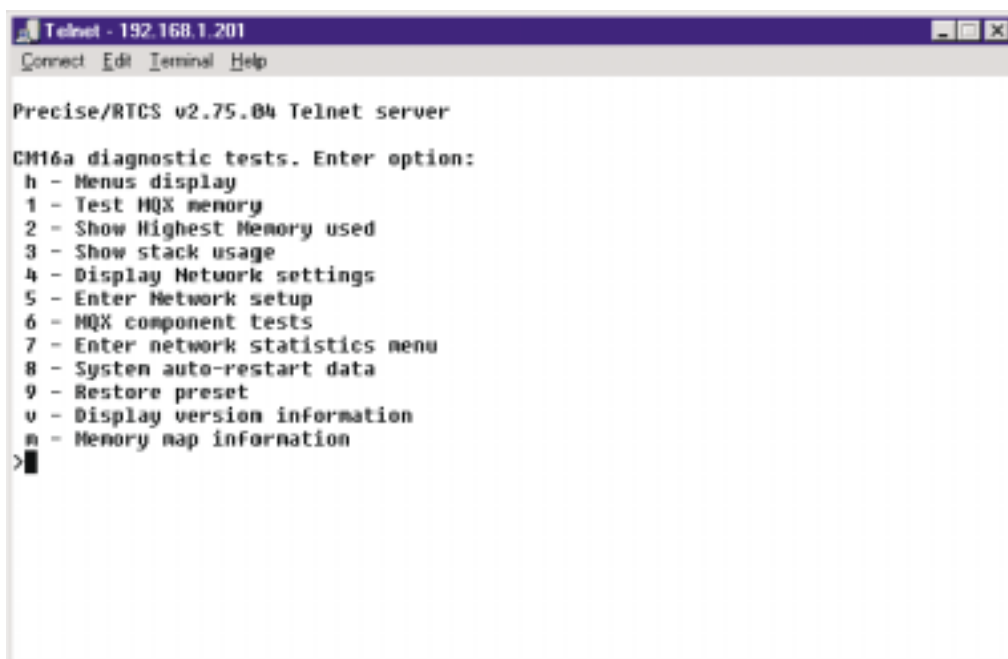 Telnet - 192.168.1.201
Connect Edit Terminal Help
Precise/RTCS v2.75.04 Telnet server
CM16a diagnostic tests. Enter option:
h - Menus display
1 - Test MQX memory
2 - Show Highest Memory used
3 - Show stack usage
4 - Display Network settings
5 - Enter Network setup
6 - MQX component tests
7 - Enter network statistics menu
8 - System auto-restart data
9 - Restore preset
v - Display version information
m - Memory map information
>